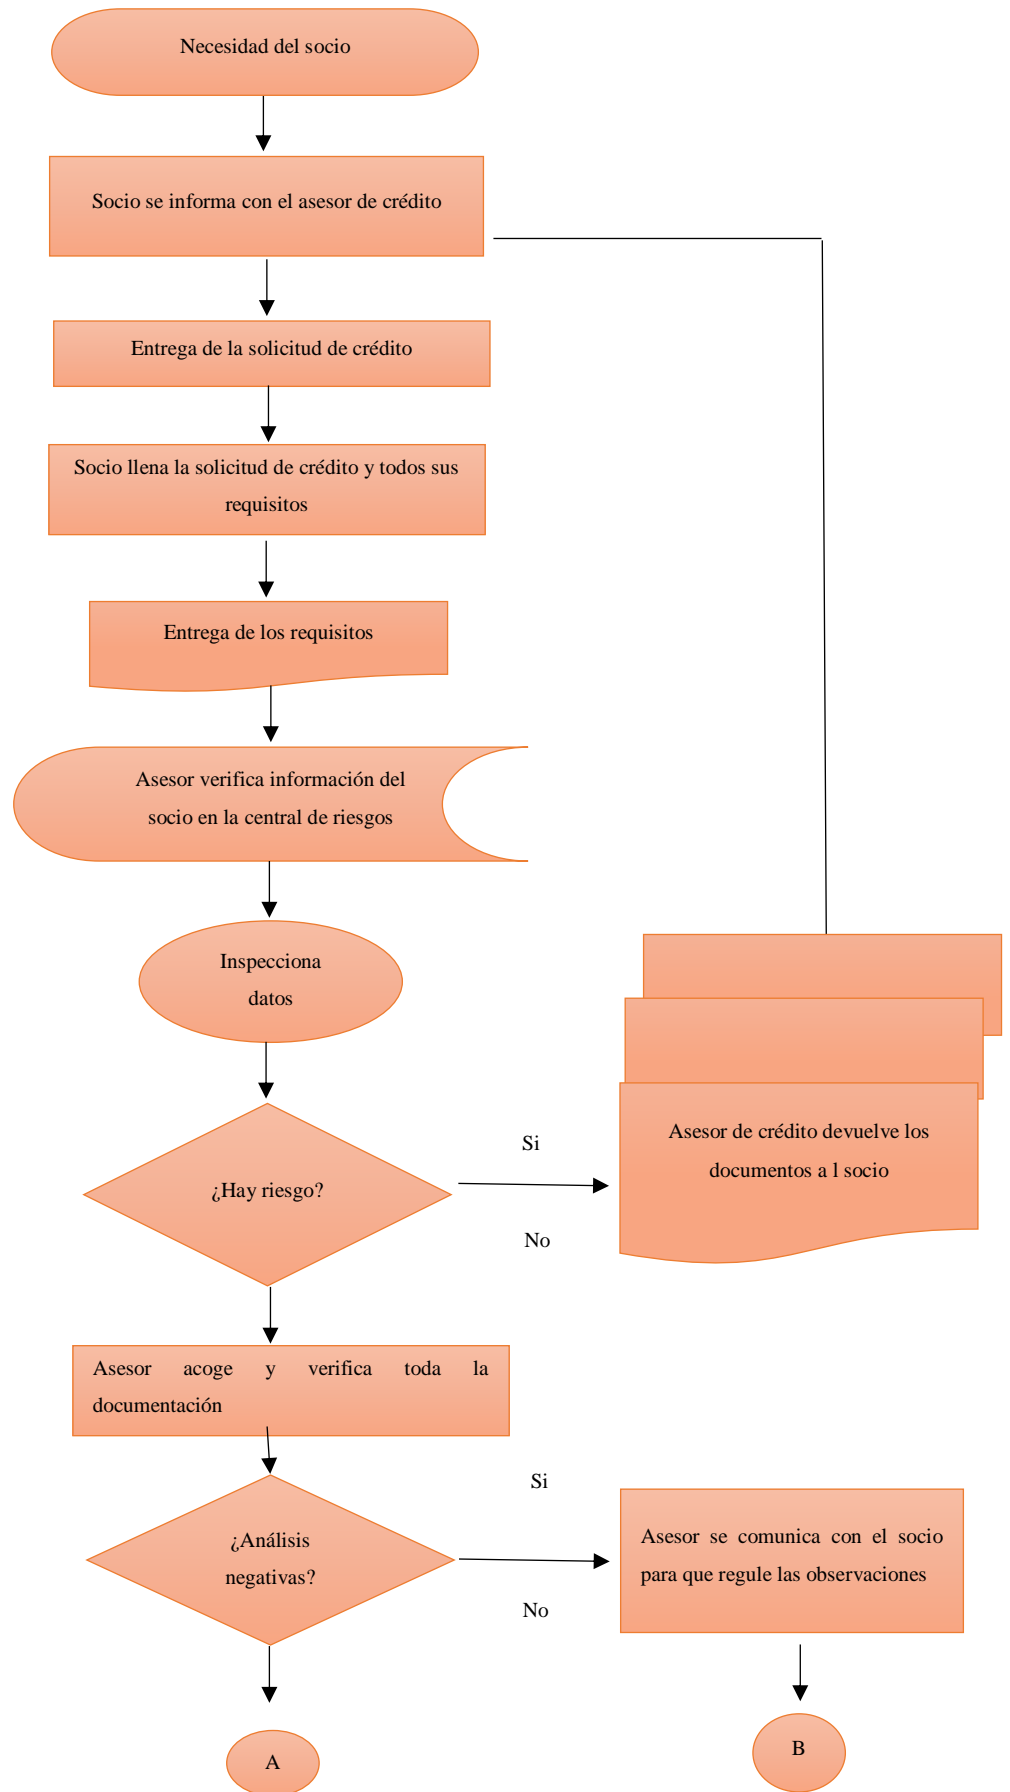 Necesidad del socio
Socio se informa con el asesor de crédito
Entrega de la solicitud de crédito
Socio llena la solicitud de crédito y todos sus
requisitos
Entrega de los requisitos
Asesor verifica información del
socio en la central de riesgos
Inspecciona
datos
¿Hay riesgo?
Si
No
Asesor de crédito devuelve los
documentos a l socio
Asesor acoge y verifica toda la
documentación
¿Análisis
negativas?
Si
No
Asesor se comunica con el socio
para que regule las observaciones
A
B